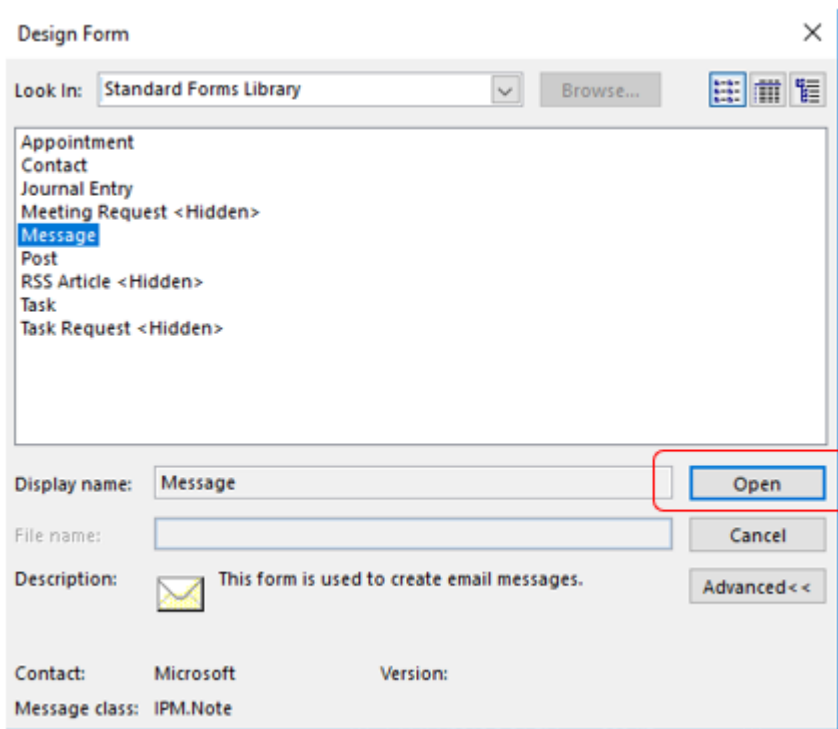 Design Form
Look In: Standard Forms Library Browse...
Appointment
Contact
Journal Entry
Meeting Request <Hidden>
Message
Post
RSS Article <Hidden>
Task
Task Request <Hidden>
Display name: Message Open
File name: Cancel
Description: This form is used to create email messages. Advanced<<
Contact: Microsoft Version:
Message class: IPM.Note